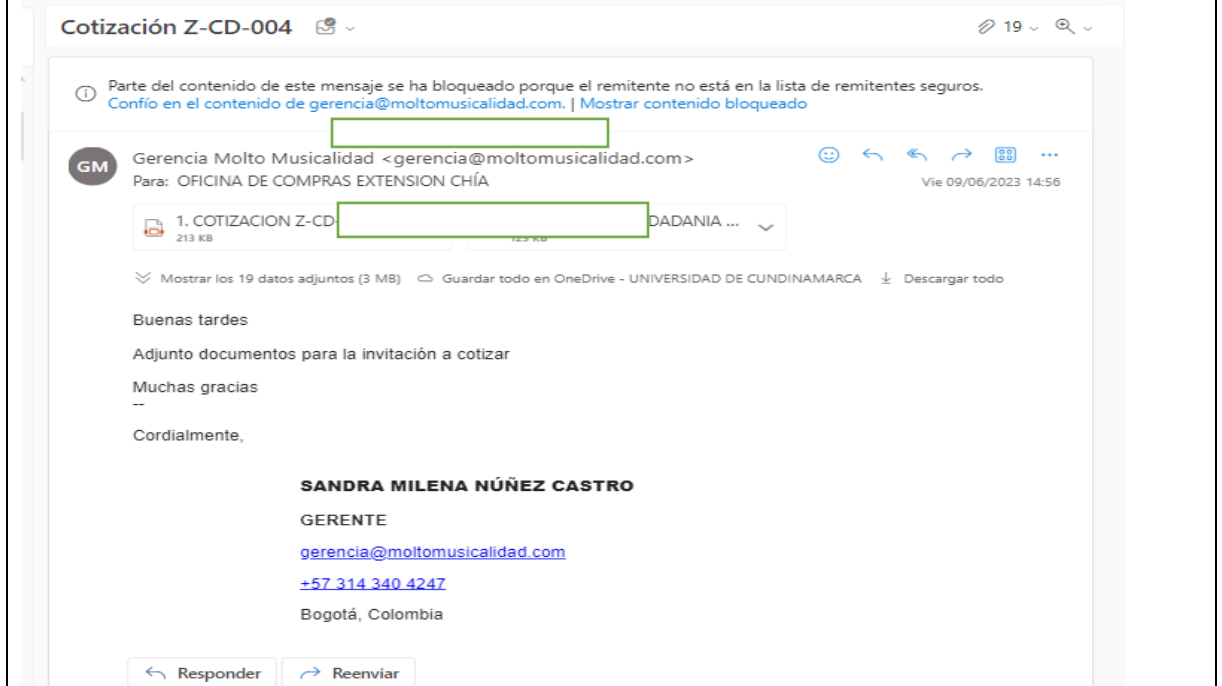 Cotización Z-CD-004
19
Parte del contenido de este mensaje se ha bloqueado porque el remitente no está en la lista de remitentes seguros.
Confío en el contenido de gerencia@moltomusicalidad.com. | Mostrar contenido bloqueado
GM
Gerencia Molto Musicalidad <gerencia@moltomusicalidad.com>
Para: OFICINA DE COMPRAS EXTENSION CHÍA
Vie 09/06/2023 14:56
1. COTIZACION Z-CD- DADANIA ...
213 KB 125 KB
Mostrar los 19 datos adjuntos (3 MB) Guardar todo en OneDrive - UNIVERSIDAD DE CUNDINAMARCA Descargar todo
Buenas tardes
Adjunto documentos para la invitación a cotizar
Muchas gracias
--
Cordialmente,
SANDRA MILENA NÚÑEZ CASTRO
GERENTE
gerencia@moltomusicalidad.com
+57 314 340 4247
Bogotá, Colombia
Responder Reenviar